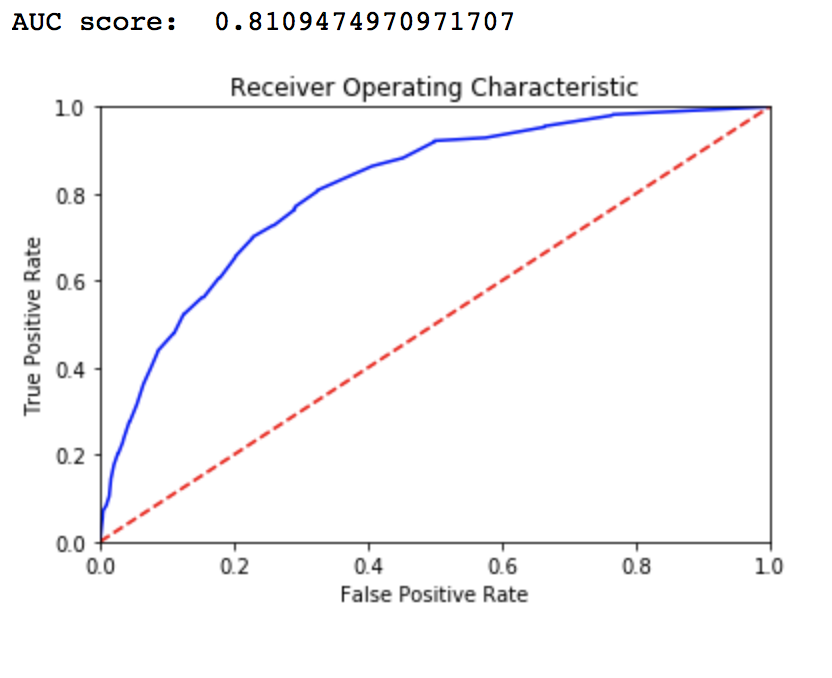 AUC score:  0.8109474970971707
Receiver Operating Characteristic
1.0
0.8
0.6
0.4
0.2
0.0
True Positive Rate
0.0 0.2 0.4 0.6 0.8 1.0
False Positive Rate